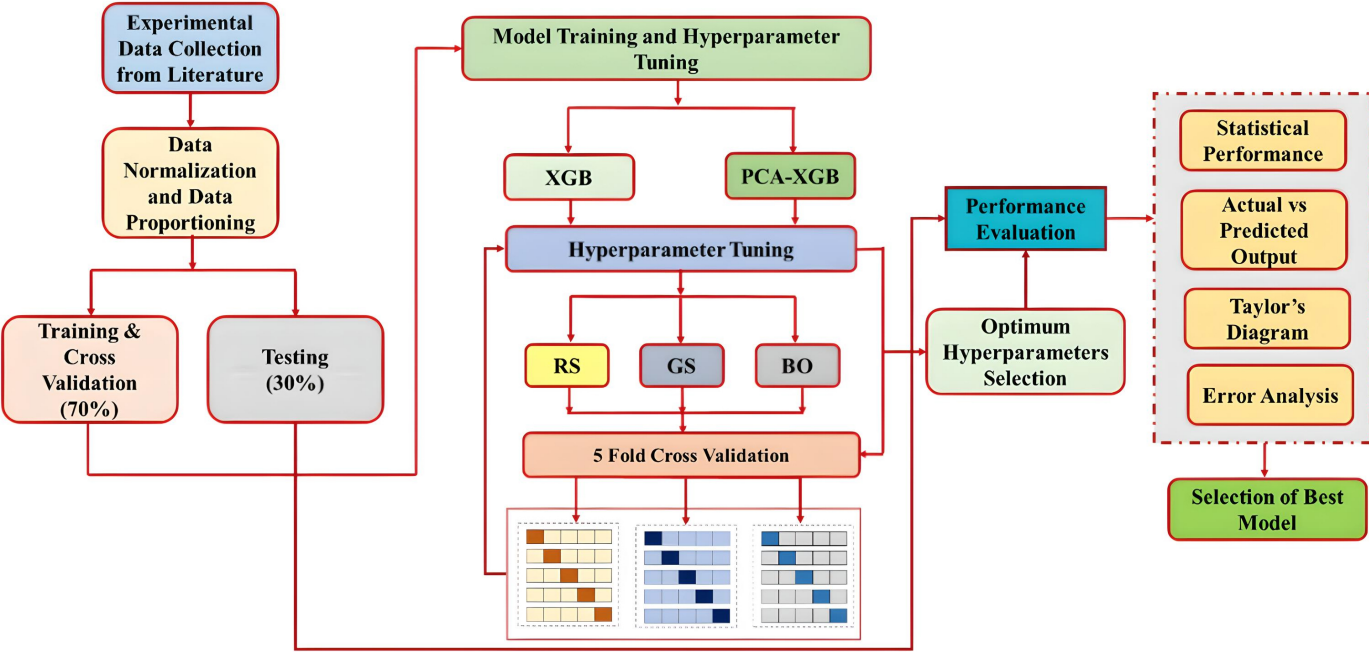 Experimental
Data Collection
from Literature
Data
Normalization
and Data
Proportioning
Training &
Cross
Validation
(70%)
Testing
(30%)
Model Training and Hyperparameter
Tuning
XGB
PCA-XGB
Hyperparameter Tuning
RS
GS
BO
5 Fold Cross Validation
Performance
Evaluation
Optimum
Hyperparameters
Selection
Statistical
Performance
Actual vs
Predicted
Output
Taylor's
Diagram
Error Analysis
Selection of Best
Model